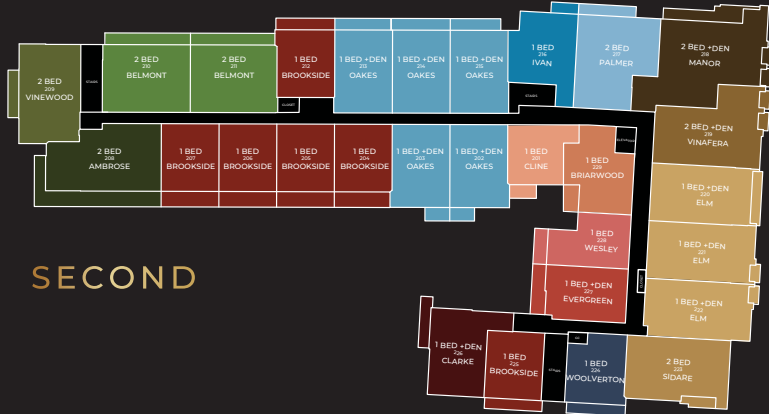 2 BED
209
VINEWOOD
STAIRS
2 BED
210
BELMONT
2 BED
211
BELMONT
1 BED
212
BROOKSIDE
CLOSET
1 BED +DEN
213
OAKES
1 BED +DEN
214
OAKES
1 BED +DEN
215
OAKES
1 BED
216
IVAN
STAIRS
2 BED
217
PALMER
2 BED +DEN
218
MANOR
2 BED +DEN
219
VINAFERA
2 BED
208
AMBROSE
1 BED
207
BROOKSIDE
1 BED
206
BROOKSIDE
1 BED
205
BROOKSIDE
1 BED
204
BROOKSIDE
1 BED +DEN
203
OAKES
1 BED +DEN
202
OAKES
1 BED
201
CLINE
ELEVATORS
1 BED
229
BRIARWOOD
1 BED +DEN
220
ELM
1 BED
228
WESLEY
1 BED +DEN
221
ELM
SECOND
1 BED +DEN
227
EVERGREEN
CLOSET
1 BED +DEN
222
ELM
1 BED +DEN
226
CLARKE
1 BED
225
BROOKSIDE
STAIRS
1 BED
224
WOOLVERTON
2 BED
223
SIDARE